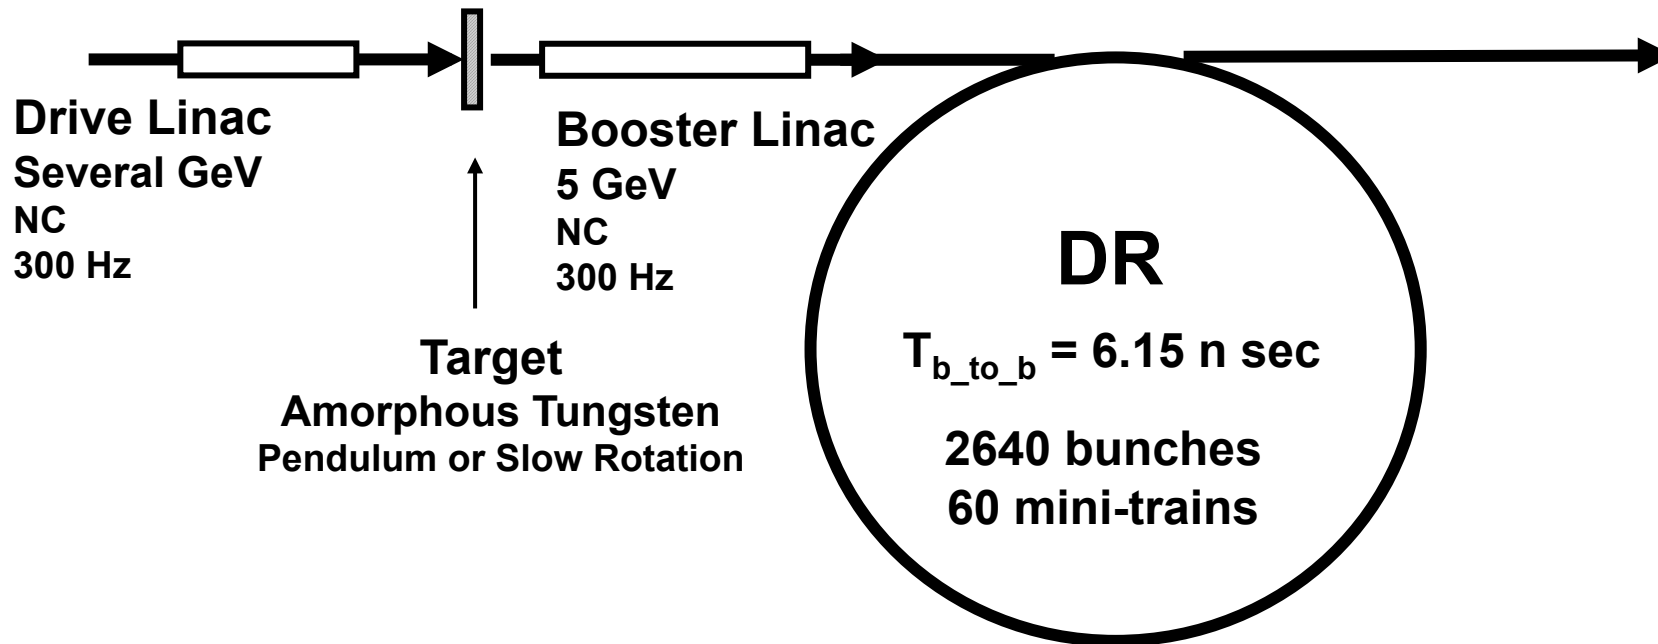 Drive Linac
Several GeV
NC
300 Hz
Booster Linac
5 GeV
NC
300 Hz
Target
Amorphous Tungsten
Pendulum or Slow Rotation
DR
T_b_to_b = 6.15 n sec
2640 bunches
60 mini-trains